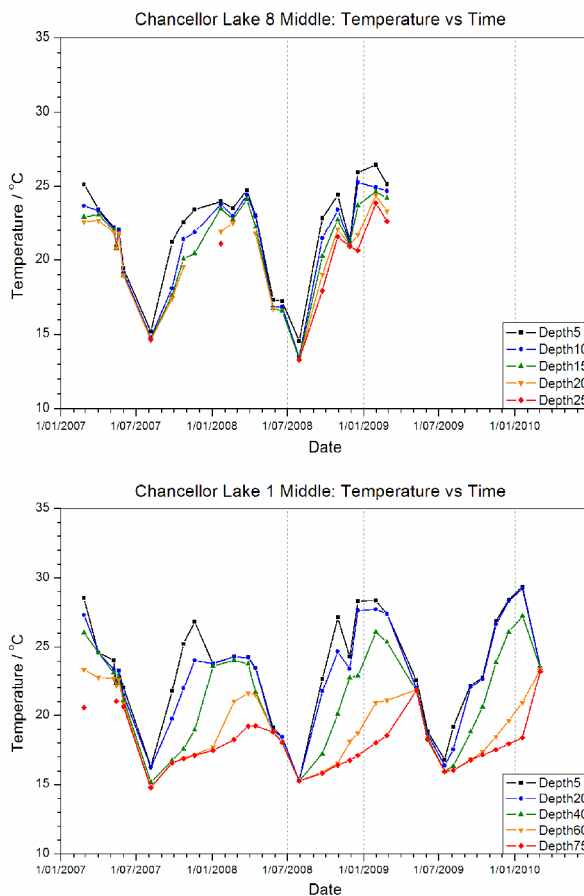 Chancellor Lake 8 Middle: Temperature vs Time
35
30
25
20
15
10
Temperature / °C
1/01/2007
1/07/2007
1/01/2008
1/07/2008
1/01/2009
1/07/2009
1/01/2010
Date
Depth5
Depth10
Depth15
Depth20
Depth25
Chancellor Lake 1 Middle: Temperature vs Time
35
30
25
20
15
10
Temperature / °C
1/01/2007
1/07/2007
1/01/2008
1/07/2008
1/01/2009
1/07/2009
1/01/2010
Date
Depth5
Depth20
Depth40
Depth60
Depth75